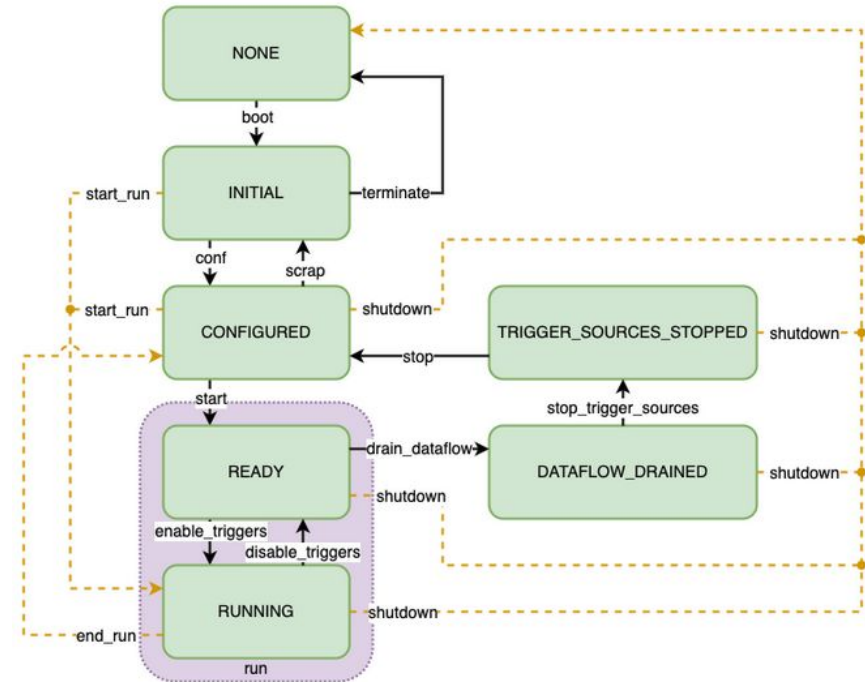 NONE
boot
start_run
INITIAL
terminate
conf
scrap
start_run
CONFIGURED
shutdown
TRIGGER_SOURCES_STOPPED
shutdown
stop
start
stop_trigger_sources
READY
drain_dataflow
DATAFLOW_DRAINED
shutdown
shutdown
enable_triggers
disable_triggers
RUNNING
shutdown
end_run
run